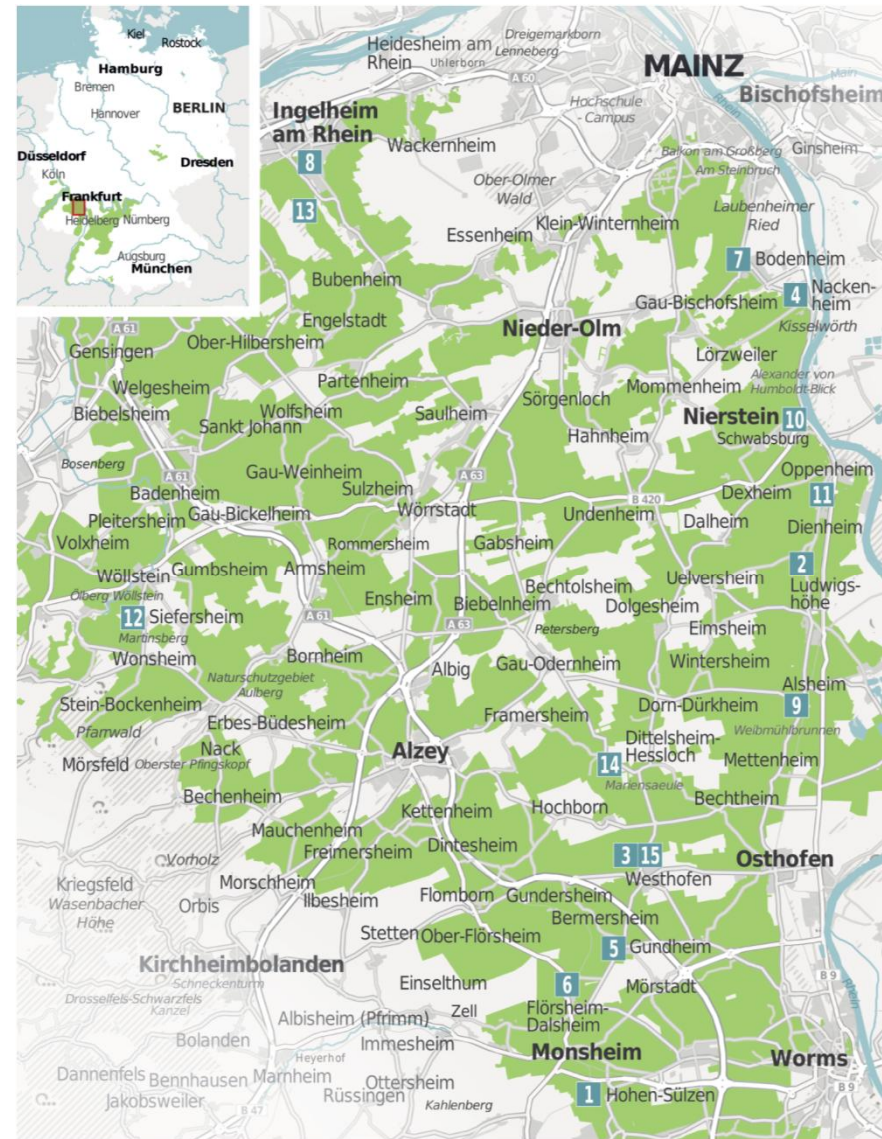 Kiel
Rostock
Hamburg
Bremen
BERLIN
Hannover
Düsseldorf
Köln
Dresden
Frankfurt
Heidelberg
Nürnberg
Augsburg
München
Heidesheim am
Rhein
Uhlerborn
Dreigemarkborn
Lenneberg
MAINZ
A 60
Main
Rhein
Bischofsheim
Hochschule
- Campus
Ingelheim
am Rhein
8
Wackernheim
Balkon am Großberg
Ginsheim
Am Steinbruch
Ober-Olmer
Wald
13
Laubenheimer
Ried
Klein-Winternheim
Essenheim
7
Bodenheim
Bubenheim
4
Nacken-
heim
Gau-Bischofsheim
Engelstadt
Nieder-Olm
Kisselwörth
A 61
Ober-Hilbersheim
Gensingen
Lörzweiler
Partenheim
Alexander von
Humboldt-Blick
Welgesheim
Mommenheim
Sörgenloch
Biebelsheim
Wolfsheim
Saulheim
Sankt Johann
Nierstein
10
Hahnheim
Schwabsburg
Bosenberg
Gau-Weinheim
A 61
A 63
Oppenheim
Badenheim
Sulzheim
Dexheim
11
B 420
Pleitersheim
Gau-Bickelheim
Wörrstadt
Undenheim
Dalheim
Dienheim
Volxheim
Rommersheim
Gabsheim
2
Wöllstein
Gumbsheim
Armsheim
Bechtolsheim
Uelversheim
Ludwigs-
höhe
Ölberg Wöllstein
Ensheim
Biebelnheim
Dolgesheim
12
Siefersheim
A 61
A 63
Petersberg
Eimsheim
Martinsberg
Wonsheim
Bornheim
Albig
Gau-Odernheim
Wintersheim
Naturschutzgebiet
Aulberg
Alsheim
Stein-Bockenheim
Framersheim
Dorn-Dürkheim
9
Pfarrwald
Erbes-Büdesheim
Weibmühlbrunnen
Nack
Alzey
Dittelsheim-
Hessloch
Mörsfeld
Oberster Pfingskopf
14
Mettenheim
Mariensaeule
Bechenheim
Hochborn
Bechtheim
Kettenheim
Mauchenheim
Dintesheim
Freimersheim
3
15
Osthofen
Vorholz
Westhofen
Kriegsfeld
Morschheim
Wasenbacher
Höhe
Orbis
Ilbesheim
Flomborn
Gundersheim
Bermersheim
Stetten
Ober-Flörsheim
5
Gundheim
Kirchheimbolanden
Schneckenturm
Einselthum
6
Mörstadt
B 9
Rhein
Drosselfels-Schwarzfels
Kanzel
Zell
Flörsheim-
Dalsheim
Albisheim (Pfrimm)
Bolanden
Immesheim
Monsheim
Worms
Heyerhof
Dannenfels
Bennhausen
Marnheim
Ottersheim
B 9
Jakobsweiler
Rüssingen
1
Hohen-Sülzen
Kahlenberg
B 47